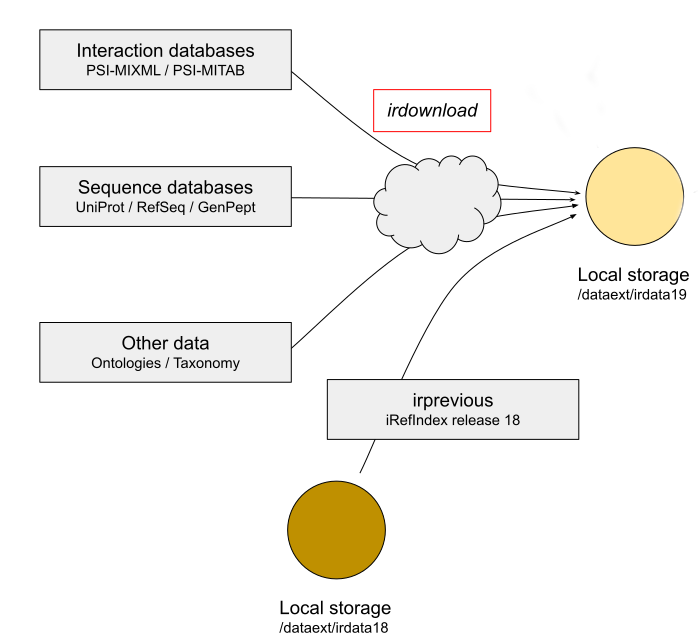 Interaction databases
PSI-MIXML / PSI-MITAB
irdownload
Sequence databases
UniProt / RefSeq / GenPept
Local storage
/dataext/irdata19
Other data
Ontologies / Taxonomy
irprevious
iRefIndex release 18
Local storage
/dataext/irdata18